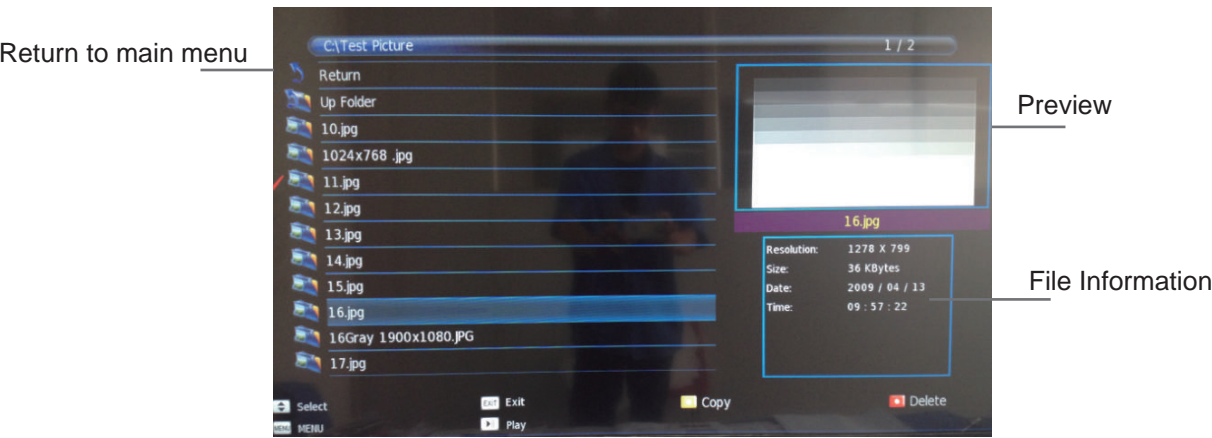 Return to main menu
C:\Test Picture
1 / 2
Return
Up Folder
10.jpg
1024x768 .jpg
11.jpg
12.jpg
13.jpg
14.jpg
15.jpg
16.jpg
16Gray 1900x1080.JPG
17.jpg
Preview
16.jpg
Resolution: 1278 X 799
Size: 36 KBytes
Date: 2009 / 04 / 13
Time: 09 : 57 : 22
File Information
Select
EXIT Exit
Copy
Delete
MENU MENU
Play